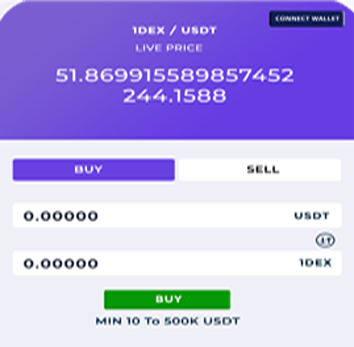 CONNECT WALLET
1DEX / USDT
LIVE PRICE
51.869915589857452
244.1588
BUY
SELL
0.00000 USDT
0.00000 1DEX
BUY
MIN 10 To 500K USDT